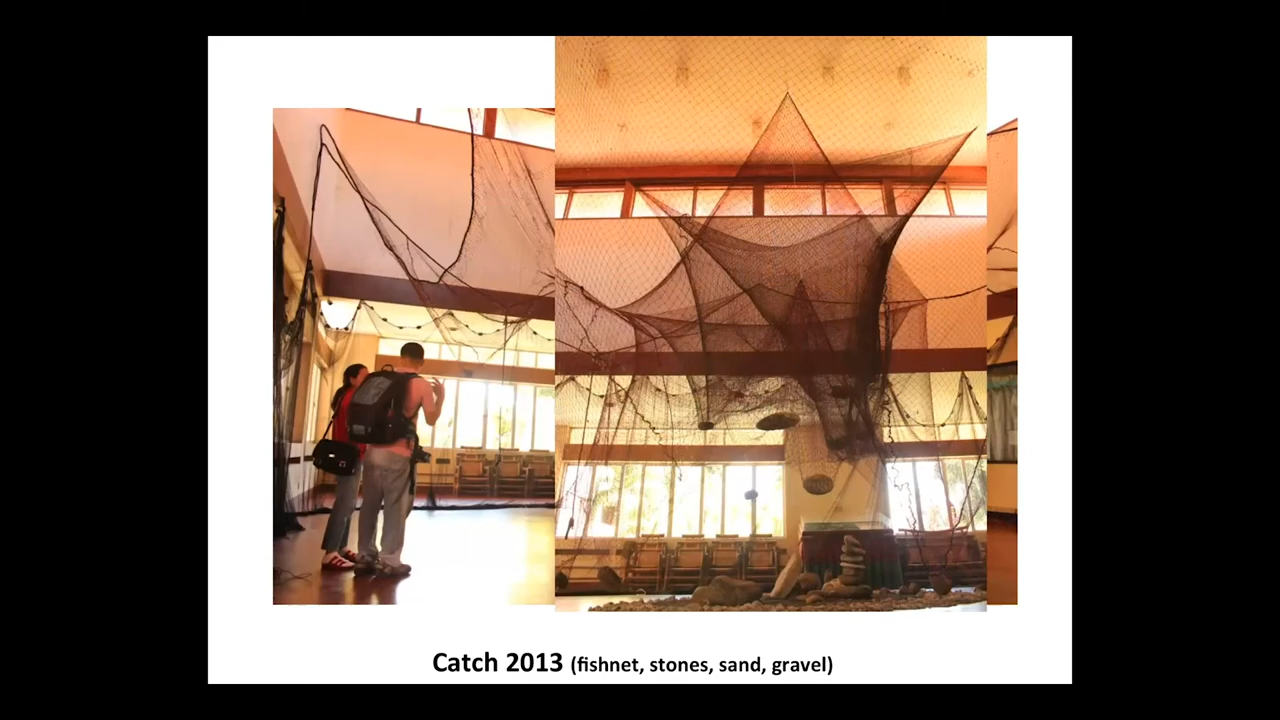 Catch 2013 (fishnet, stones, sand, gravel)